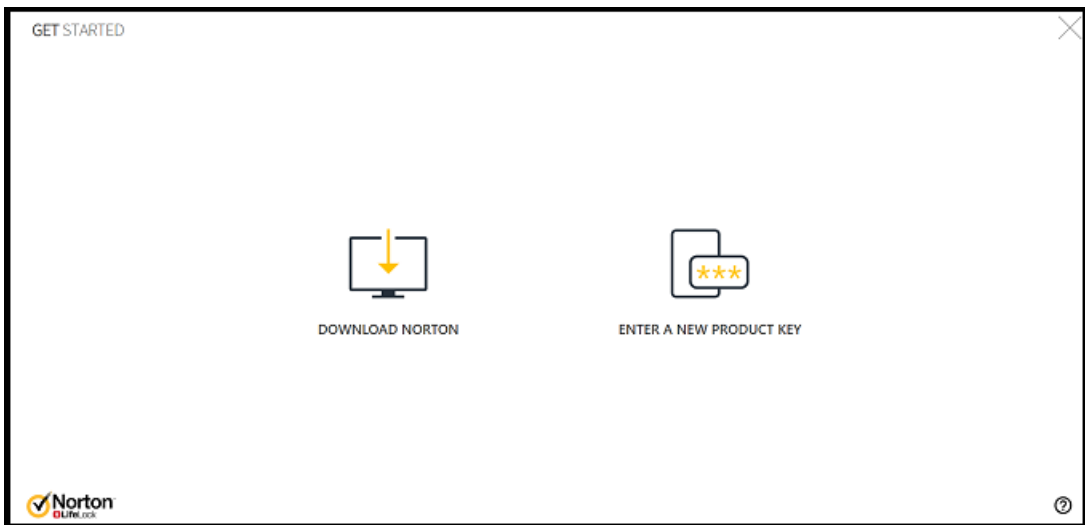 GET STARTED
***
DOWNLOAD NORTON
ENTER A NEW PRODUCT KEY
Norton
LifeLock